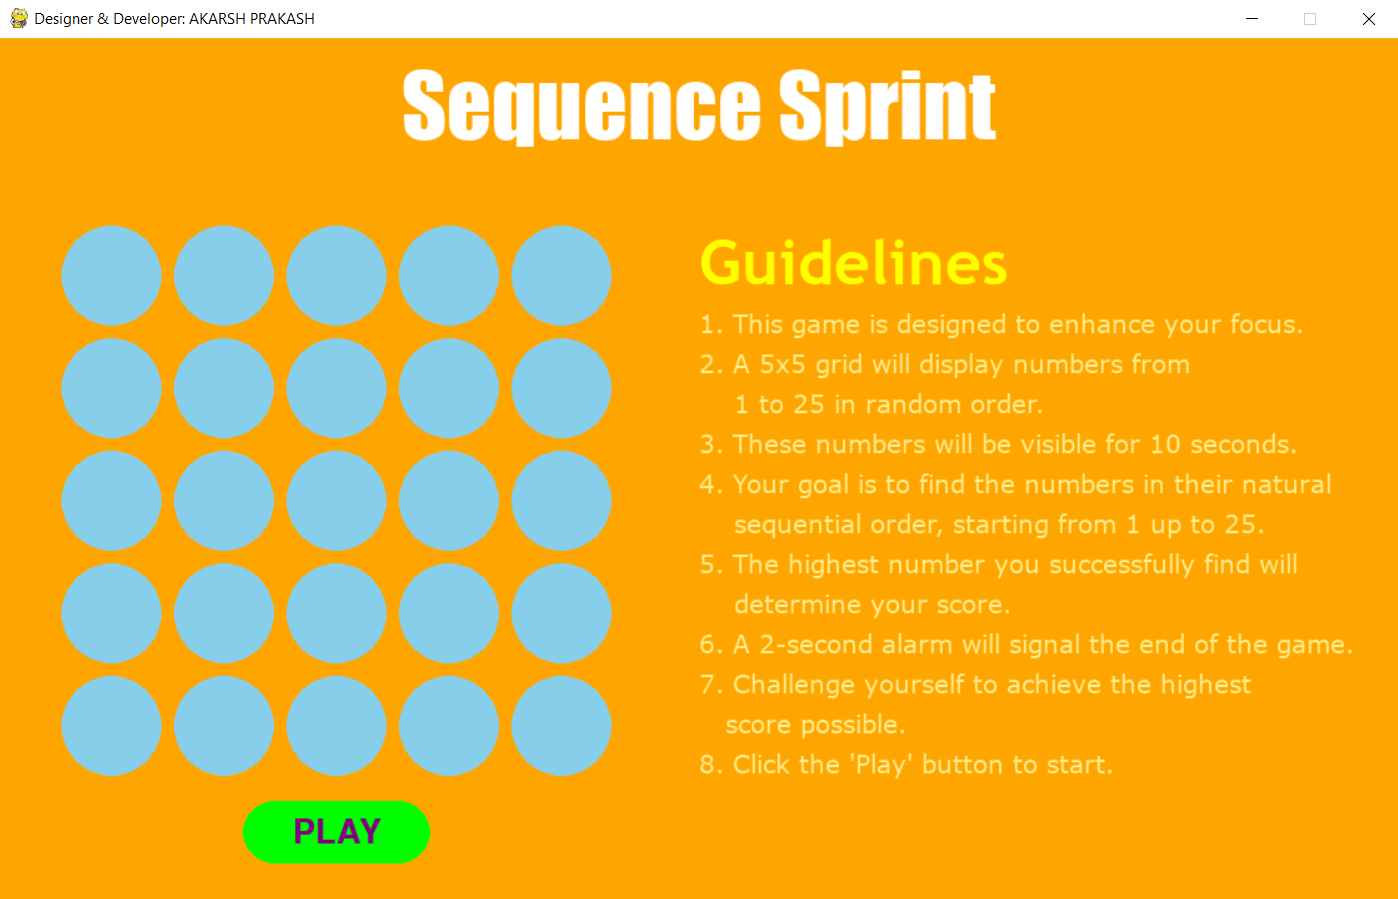 Designer & Developer: AKARSH PRAKASH
Sequence Sprint
Guidelines
1. This game is designed to enhance your focus.
2. A 5x5 grid will display numbers from
1 to 25 in random order.
3. These numbers will be visible for 10 seconds.
4. Your goal is to find the numbers in their natural
sequential order, starting from 1 up to 25.
5. The highest number you successfully find will
determine your score.
6. A 2-second alarm will signal the end of the game.
7. Challenge yourself to achieve the highest
score possible.
8. Click the 'Play' button to start.
PLAY